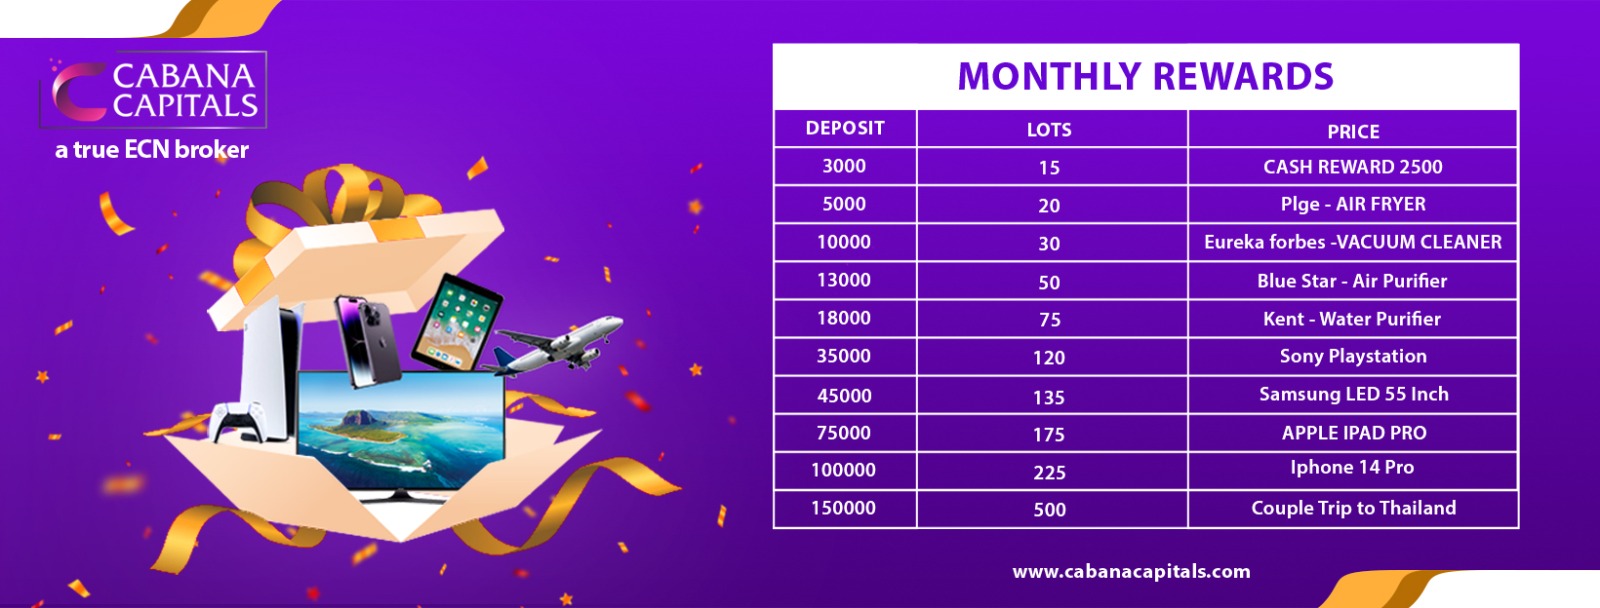 CABANA
CAPITALS
a true ECN broker
MONTHLY REWARDS
DEPOSIT LOTS PRICE
3000 15 CASH REWARD 2500
5000 20 Plge - AIR FRYER
10000 30 Eureka forbes -VACUUM CLEANER
13000 50 Blue Star - Air Purifier
18000 75 Kent - Water Purifier
35000 120 Sony Playstation
45000 135 Samsung LED 55 Inch
75000 175 APPLE IPAD PRO
100000 225 Iphone 14 Pro
150000 500 Couple Trip to Thailand
www.cabanacapitals.com